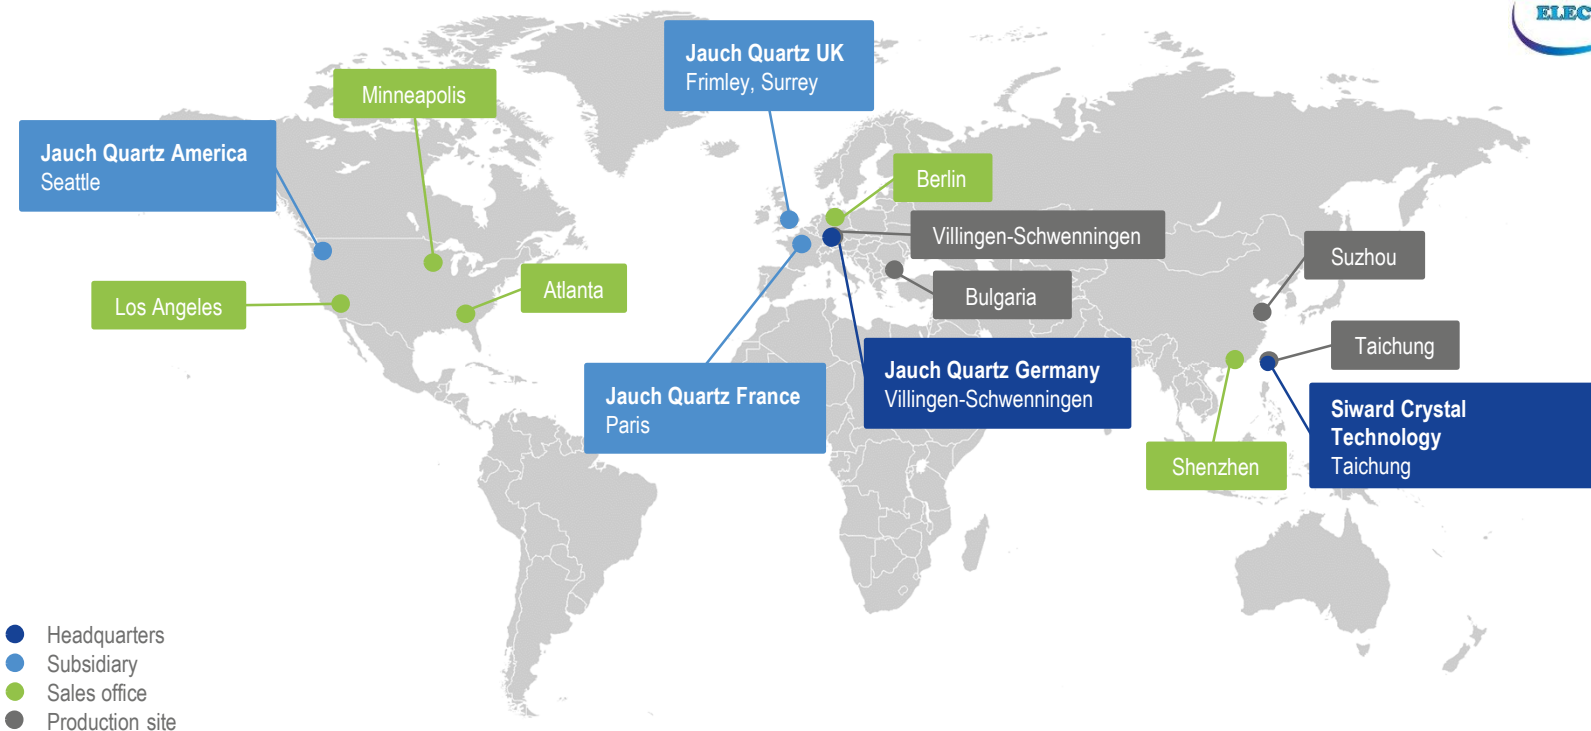 ELEC
Jauch Quartz UK
Frimley, Surrey
Minneapolis
Jauch Quartz America
Seattle
Berlin
Villingen-Schwenningen
Suzhou
Los Angeles
Atlanta
Bulgaria
Taichung
Jauch Quartz Germany
Villingen-Schwenningen
Jauch Quartz France
Paris
Siward Crystal
Technology
Taichung
Shenzhen
Headquarters
Subsidiary
Sales office
Production site